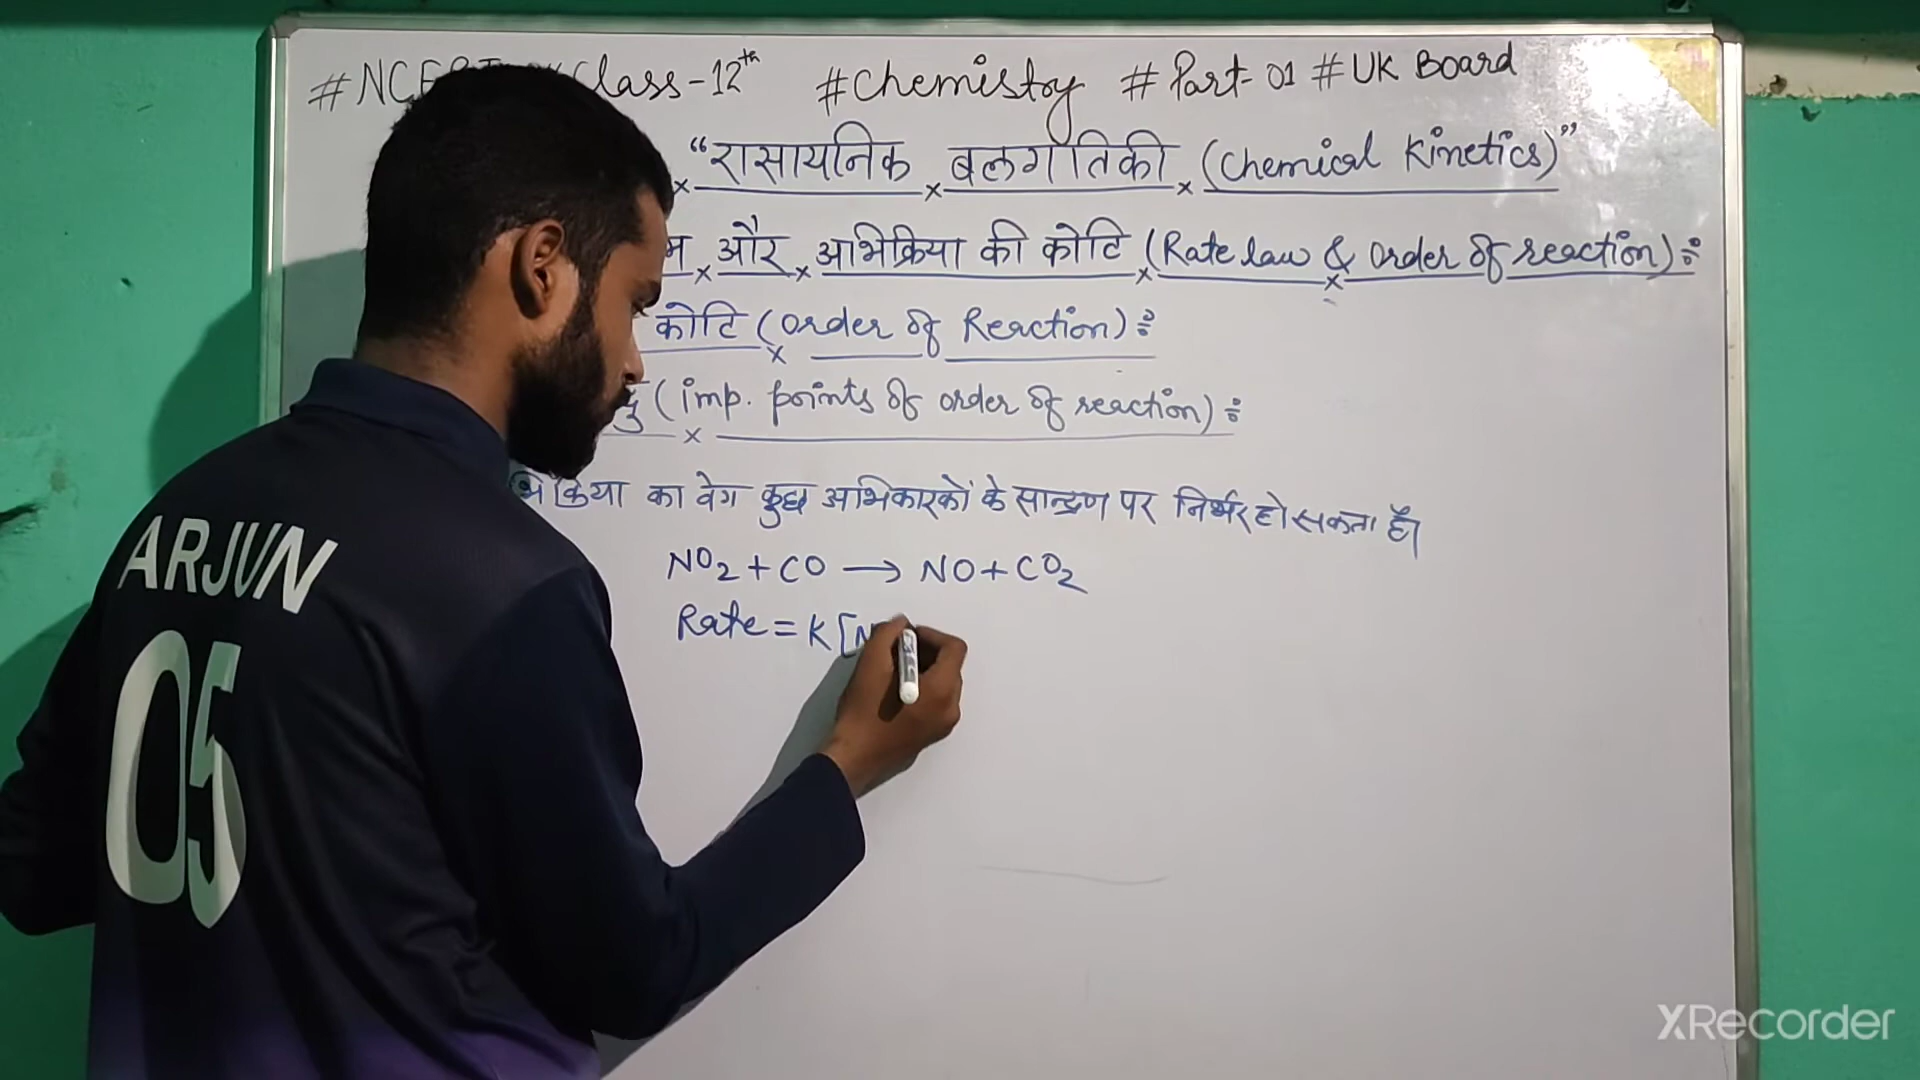 # Class-12th #Chemistry # Part-01 # UK Board
"रासायनिक बलगतिकी (Chemical Kinetics)"
और अभिक्रिया की कोटि (Rate law & order of reaction) :
कोटि (order of Reaction) :
(imp. points of order of reaction) :
का वेग कुछ अभिकारकों के सान्द्रण पर निर्भर हो सकता है।
NO2 + CO → NO + CO2
Rate = K [N
ARJUN
05
XRecorder